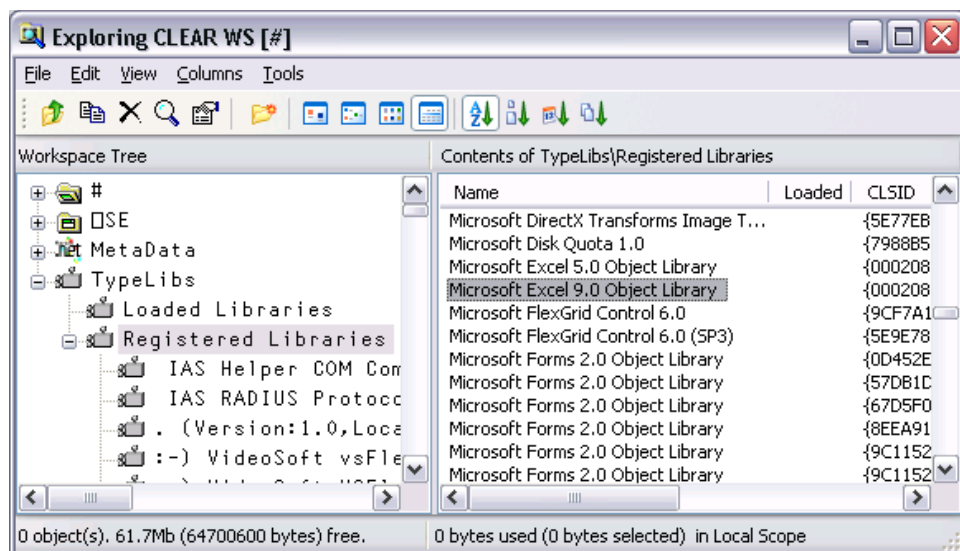 Exploring CLEAR WS [#]
File Edit View Columns Tools
Workspace Tree
#
⎕SE
MetaData
TypeLibs
Loaded Libraries
Registered Libraries
IAS Helper COM Com
IAS RADIUS Protoco
. (Version:1.0,Loca
:-) VideoSoft vsFle
Contents of TypeLibs\Registered Libraries
Name Loaded CLSID
Microsoft DirectX Transforms Image T... {5E77EB
Microsoft Disk Quota 1.0 {7988B5
Microsoft Excel 5.0 Object Library {000208
Microsoft Excel 9.0 Object Library {000208
Microsoft FlexGrid Control 6.0 {9CF7A1
Microsoft FlexGrid Control 6.0 (SP3) {5E9E78
Microsoft Forms 2.0 Object Library {0D452E
Microsoft Forms 2.0 Object Library {57DB1D
Microsoft Forms 2.0 Object Library {67D5F0
Microsoft Forms 2.0 Object Library {8EEA91
Microsoft Forms 2.0 Object Library {9C1152
Microsoft Forms 2.0 Object Library {9C1152
0 object(s). 61.7Mb (64700600 bytes) free.
0 bytes used (0 bytes selected) in Local Scope